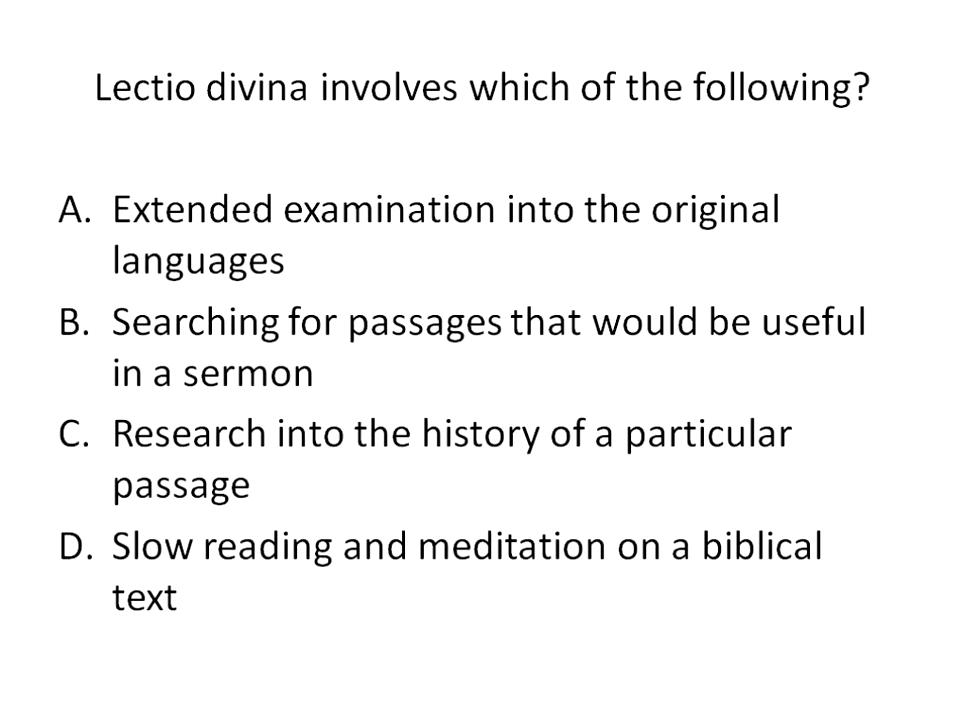 Lectio divina involves which of the following?
A. Extended examination into the original
languages
B. Searching for passages that would be useful
in a sermon
C. Research into the history of a particular
passage
D. Slow reading and meditation on a biblical
text